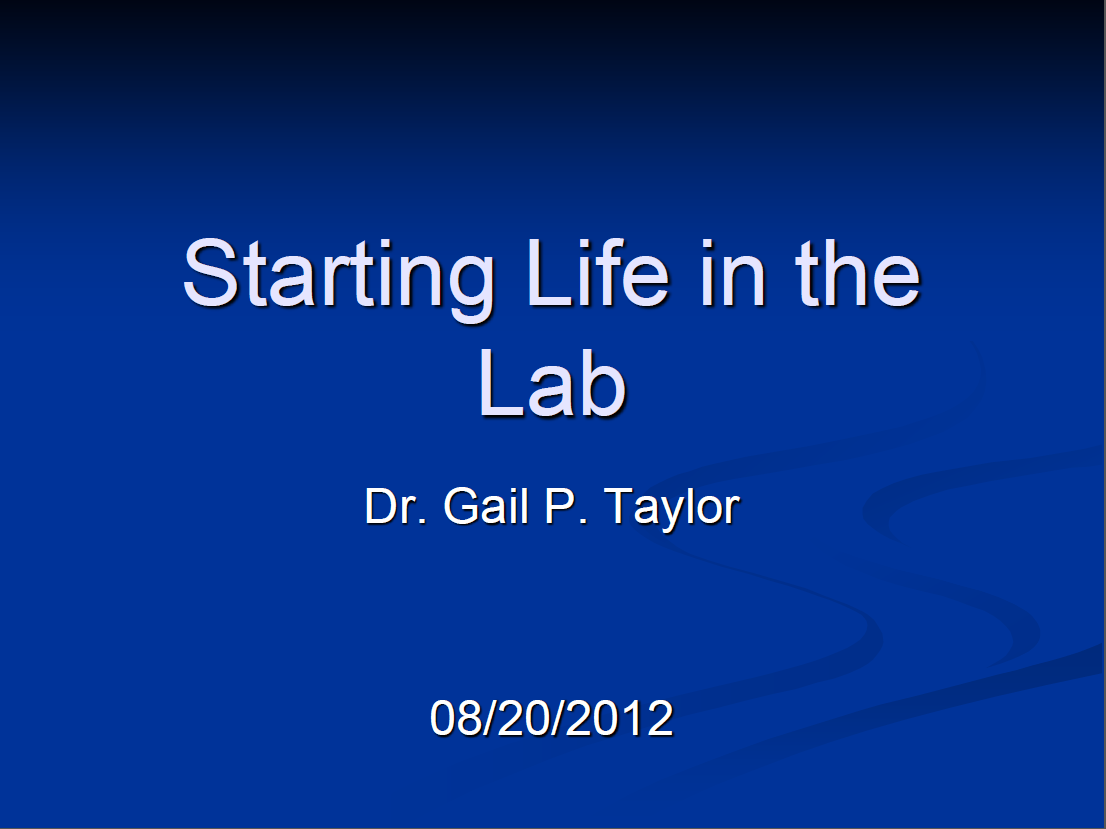 Starting Life in the
Lab
Dr. Gail P. Taylor
08/20/2012